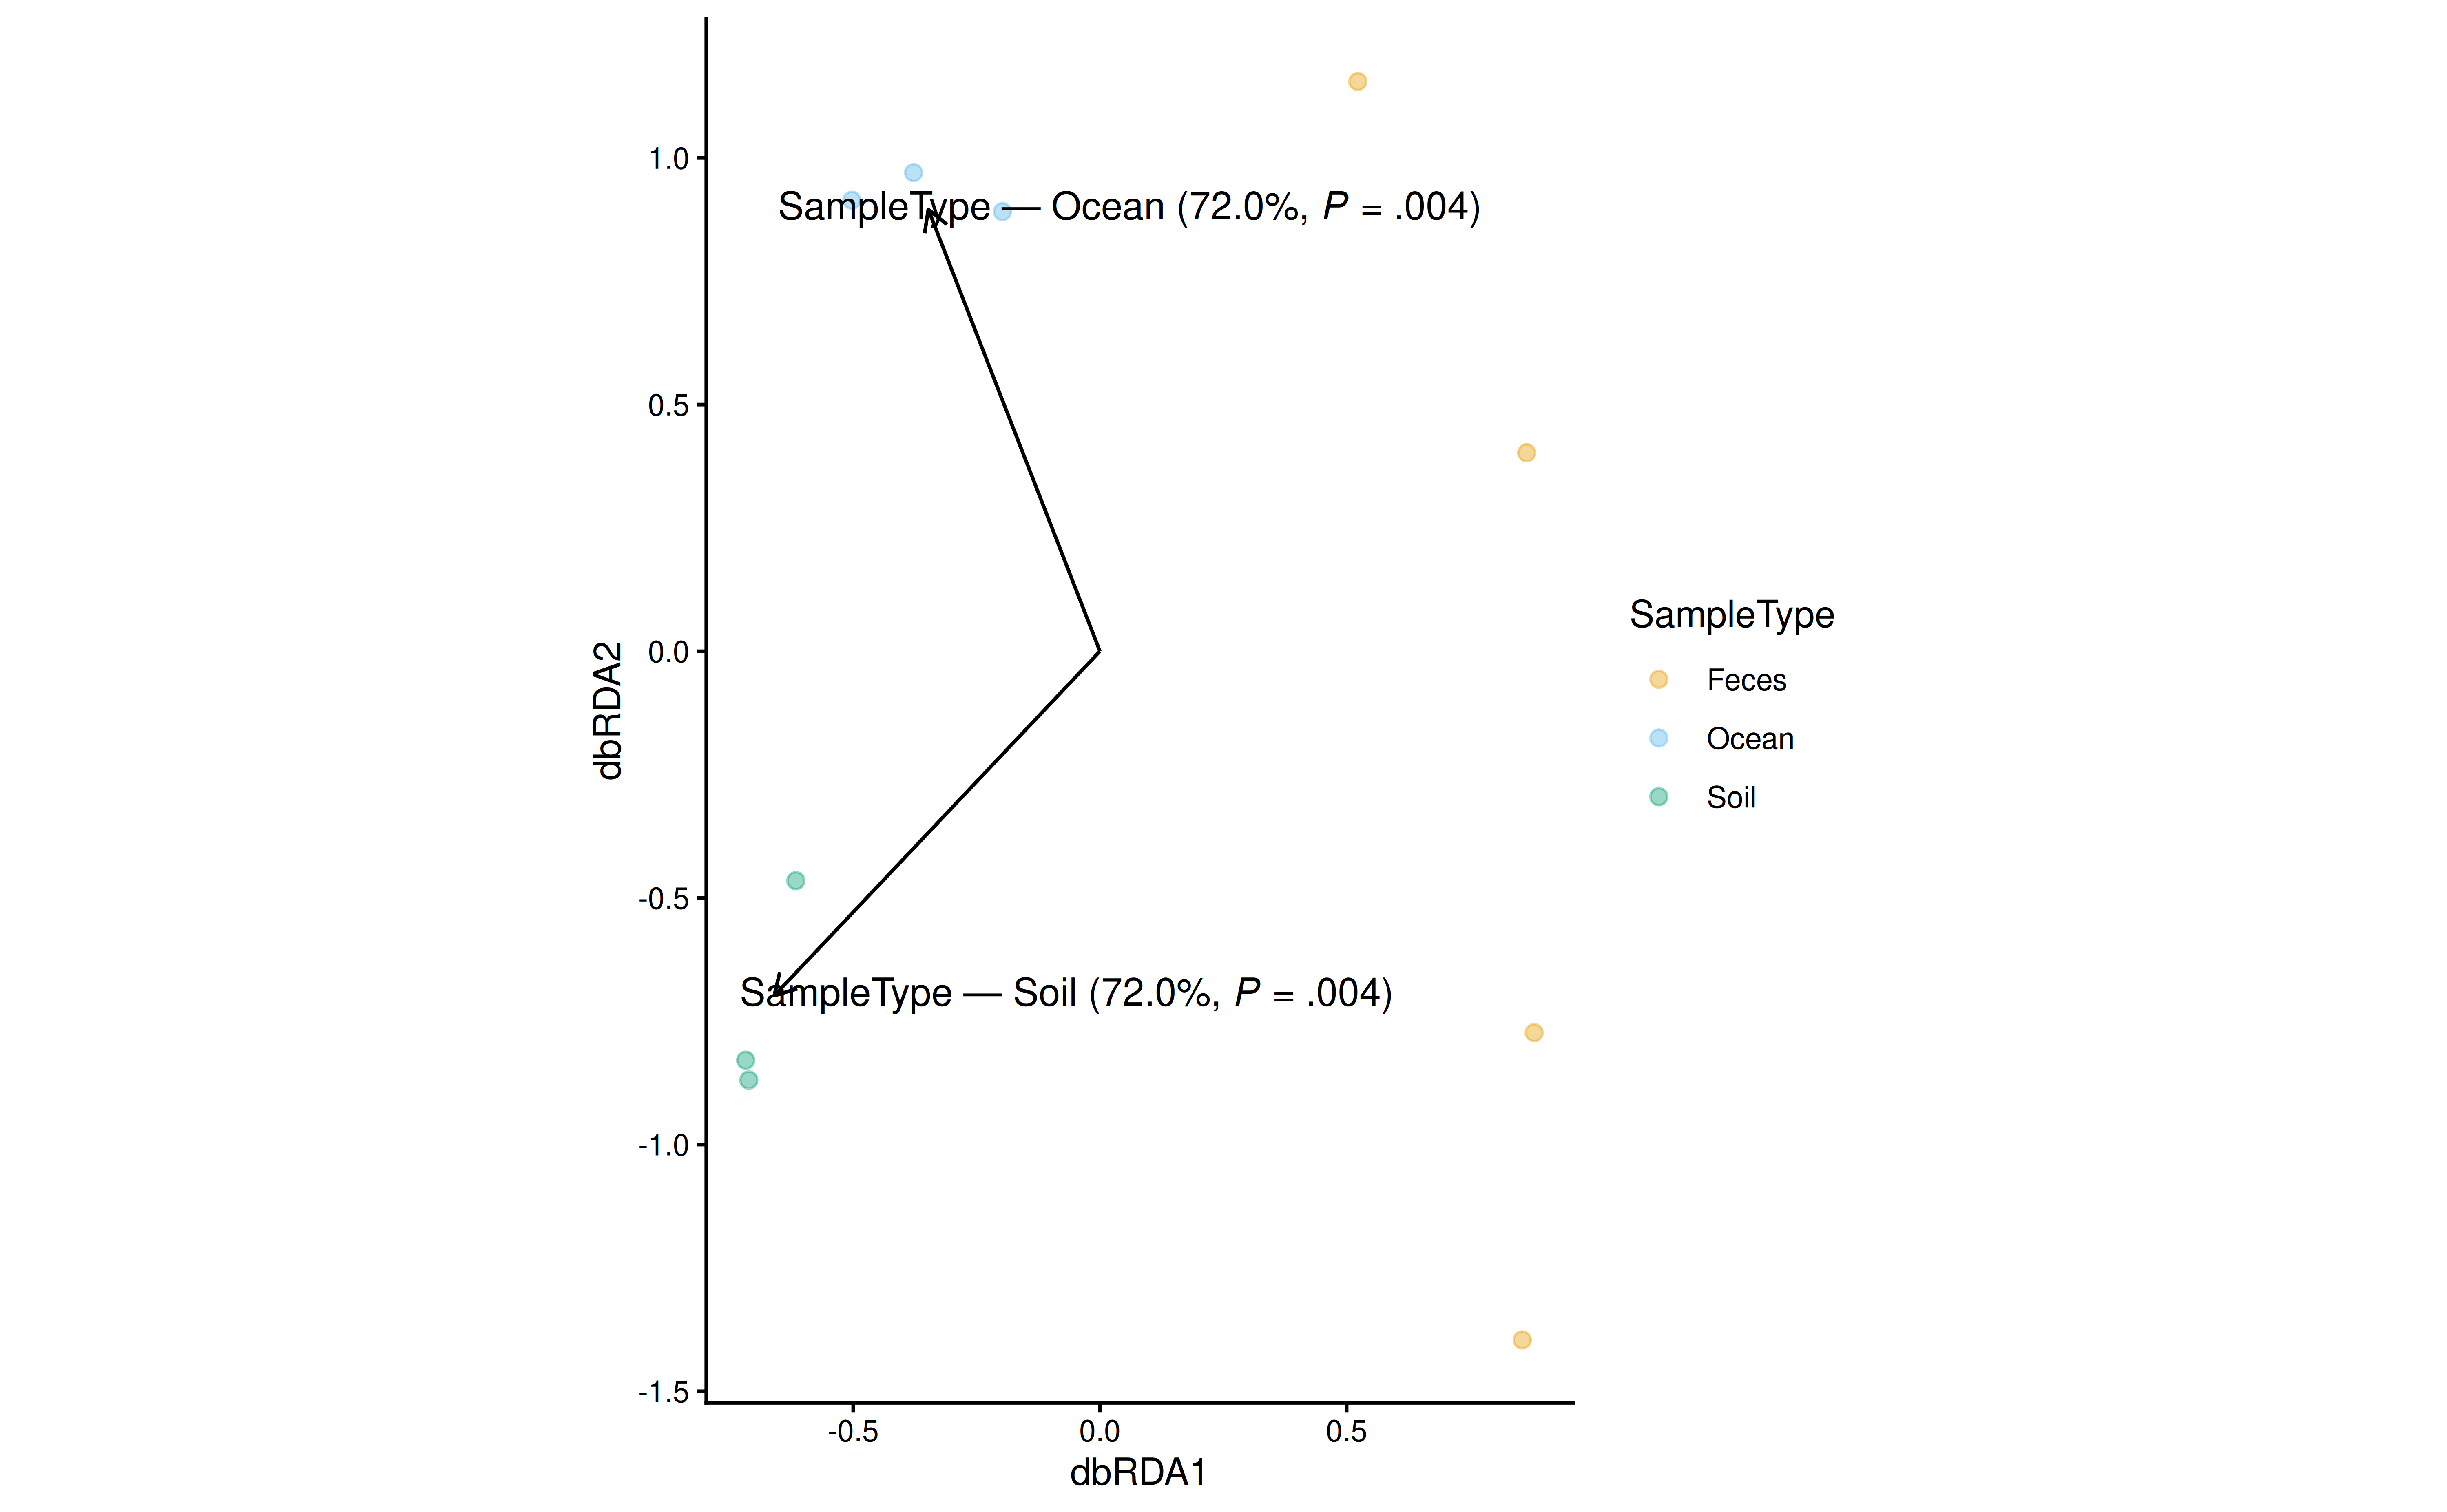 1.0
SampleType — Ocean (72.0%, P = .004)
0.5
0.0
dbRDA2
-0.5
SampleType — Soil (72.0%, P = .004)
-1.0
-1.5
-0.5 0.0 0.5
dbRDA1
SampleType
Feces
Ocean
Soil